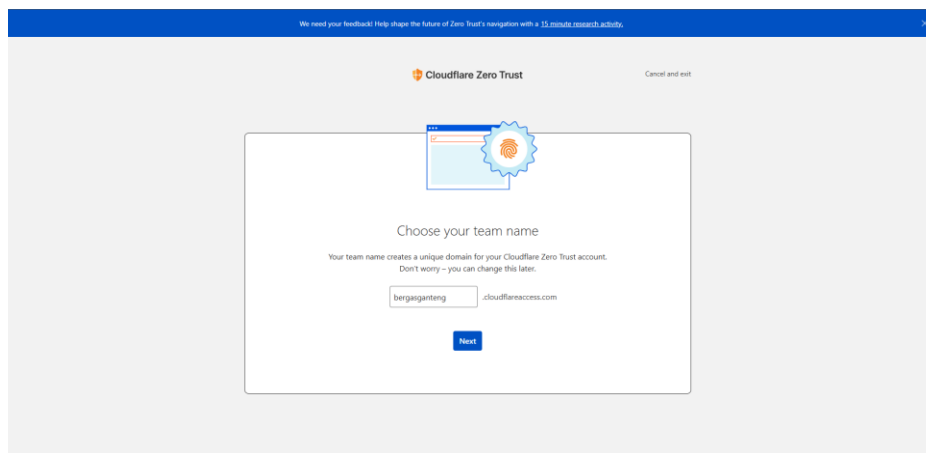 We need your feedback! Help shape the future of Zero Trust's navigation with a 15 minute research activity.
Cloudflare Zero Trust
Cancel and exit
Choose your team name
Your team name creates a unique domain for your Cloudflare Zero Trust account.
Don't worry – you can change this later.
bergasganteng .cloudflareaccess.com
Next